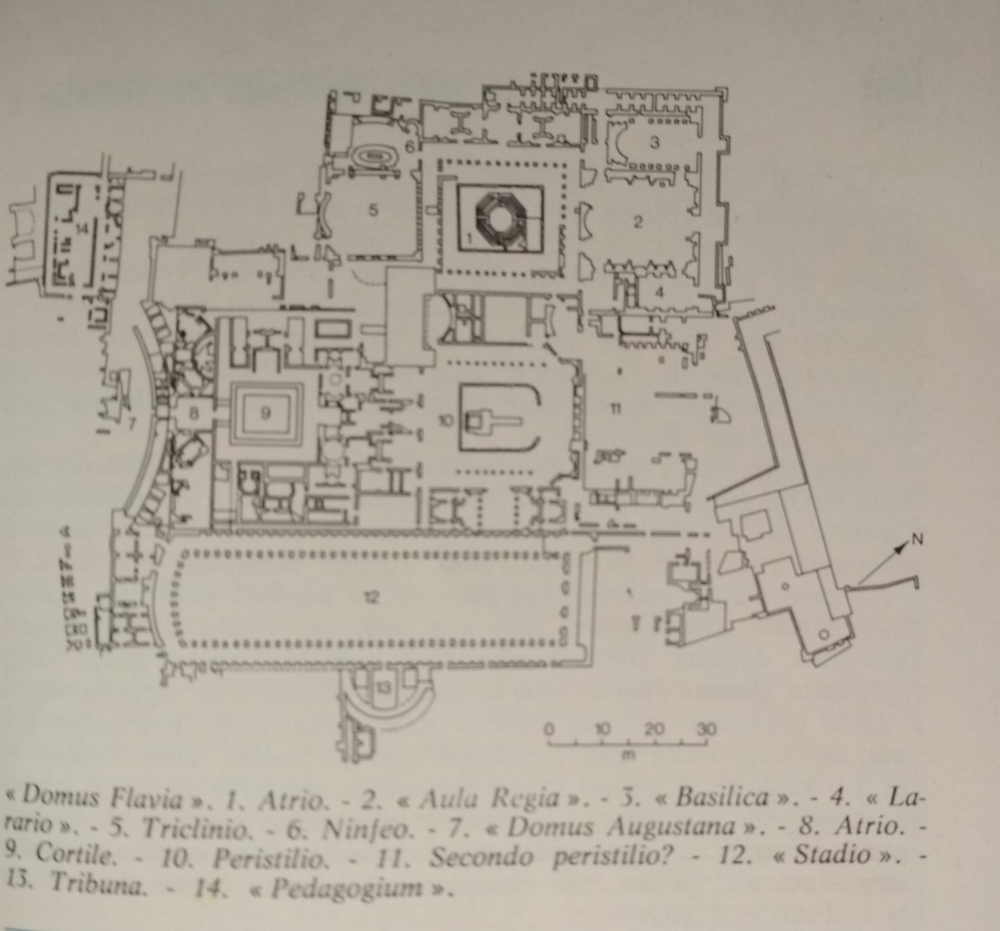 3
6
5
1
2
14
4
8
9
10
11
7
N
12
13
0 10 20 30
m
« Domus Flavia ». 1. Atrio. - 2. « Aula Regia ». - 3. « Basilica ». - 4. « La-
rario ». - 5. Triclinio. - 6. Ninfeo. - 7. « Domus Augustana ». - 8. Atrio. -
9. Cortile. - 10. Peristilio. - 11. Secondo peristilio? - 12. « Stadio ». -
13. Tribuna. - 14. « Pedagogium ».